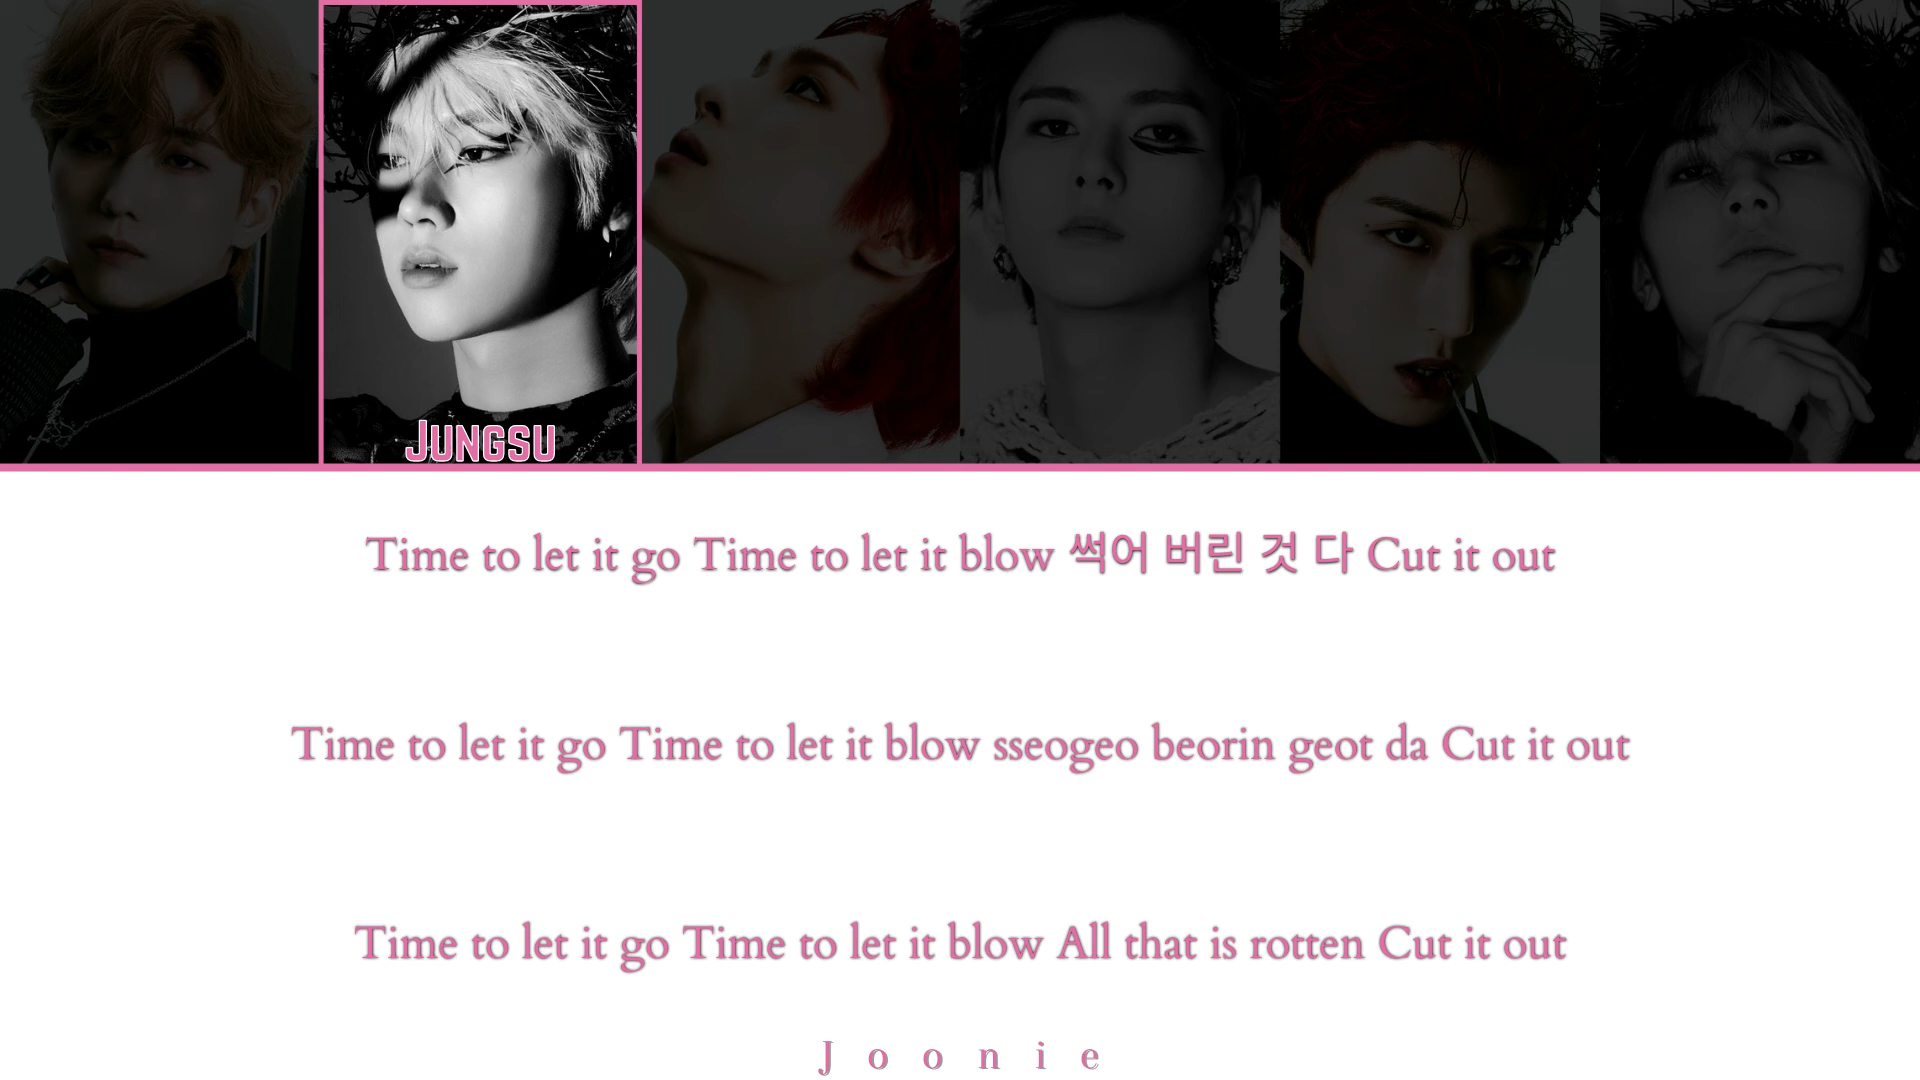 Jungsu
Time to let it go Time to let it blow 썩어 버린 것 다 Cut it out
Time to let it go Time to let it blow sseogeo beorin geot da Cut it out
Time to let it go Time to let it blow All that is rotten Cut it out
Joonie